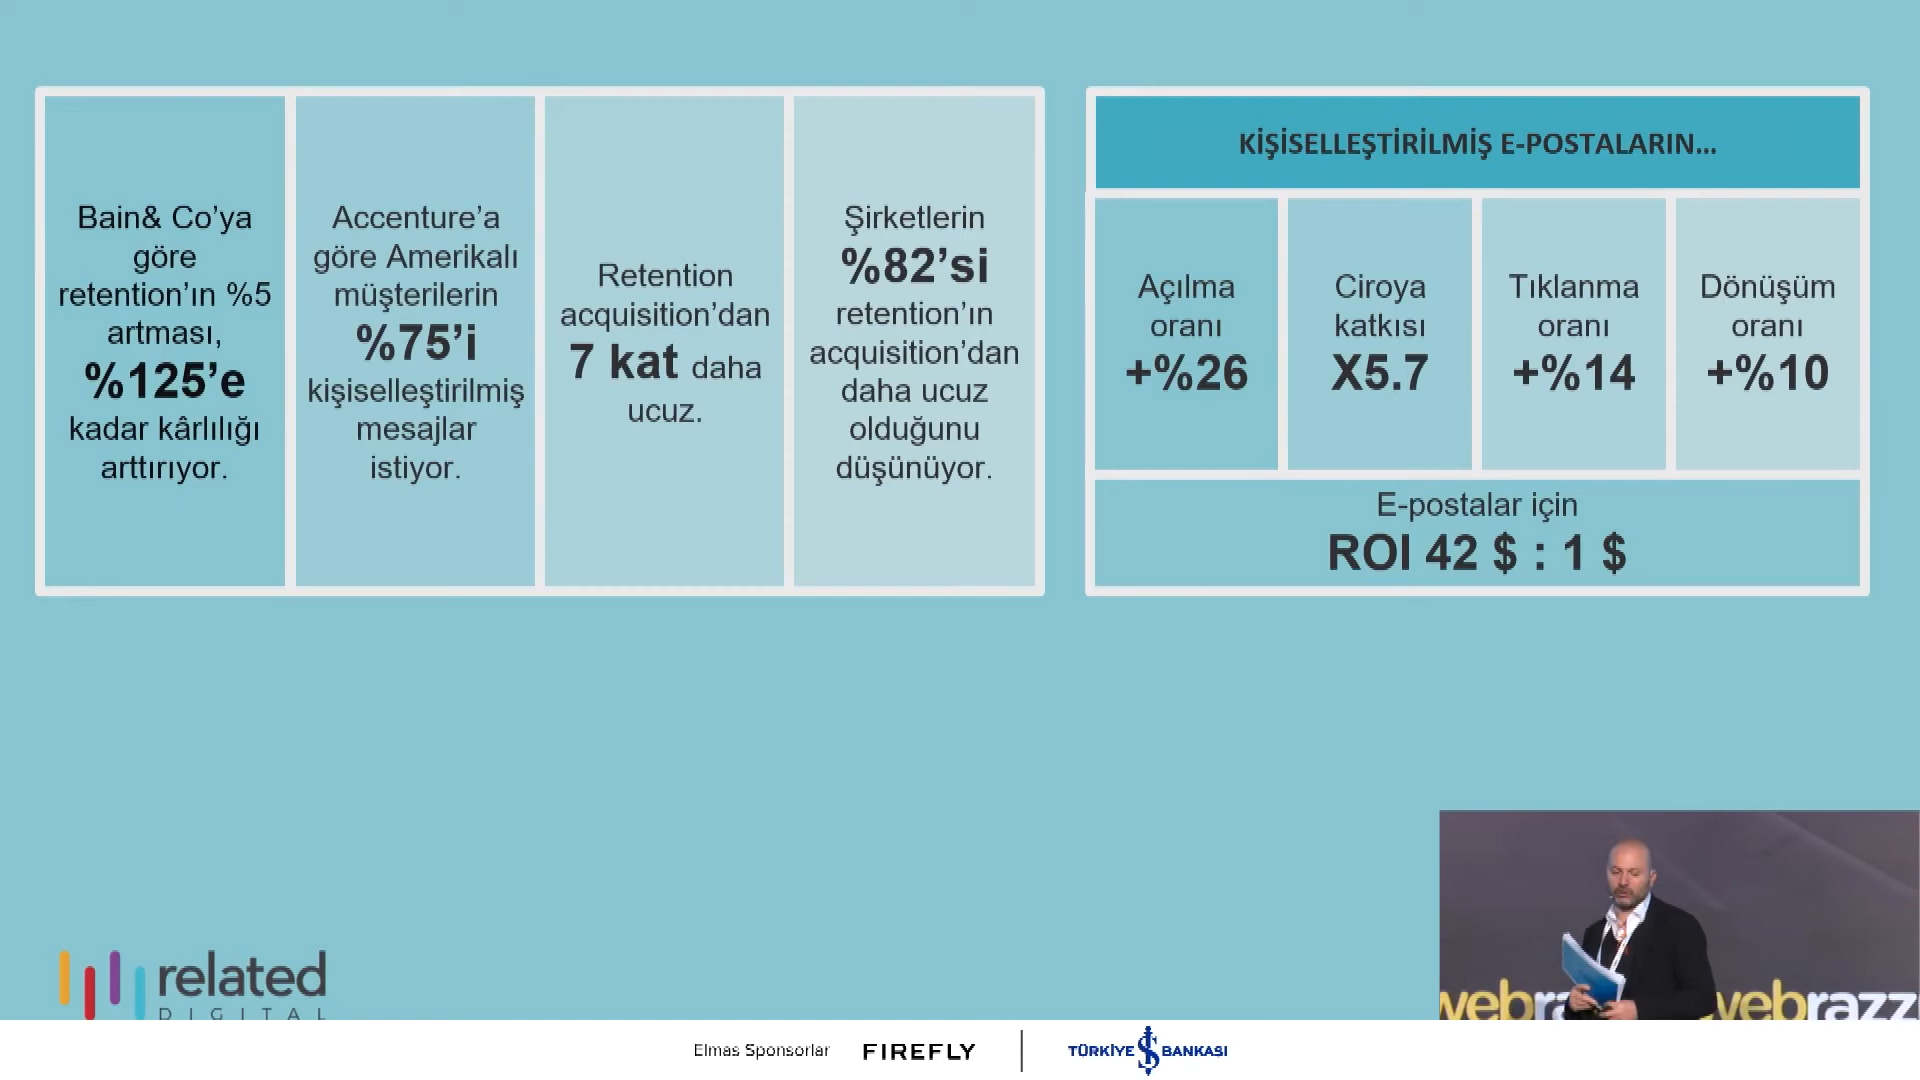 Bain& Co'ya
göre
retention'ın %5
artması,
%125'e
kadar kârlılığı
arttırıyor.
Accenture'a
göre Amerikalı
müşterilerin
%75'i
kişiselleştirilmiş
mesajlar
istiyor.
Retention
acquisition'dan
7 kat daha
ucuz.
Şirketlerin
%82'si
retention'ın
acquisition'dan
daha ucuz
olduğunu
düşünüyor.
KİŞİSELLEŞTİRİLMİŞ E-POSTALARIN...
Açılma
oranı
+%26
Ciroya
katkısı
X5.7
Tıklanma
oranı
+%14
Dönüşüm
oranı
+%10
E-postalar için
ROI 42 $ : 1 $
related
DIGITAL
webra
webrazz
Elmas Sponsorlar
FIREFLY
TÜRKİYE İŞ BANKASI